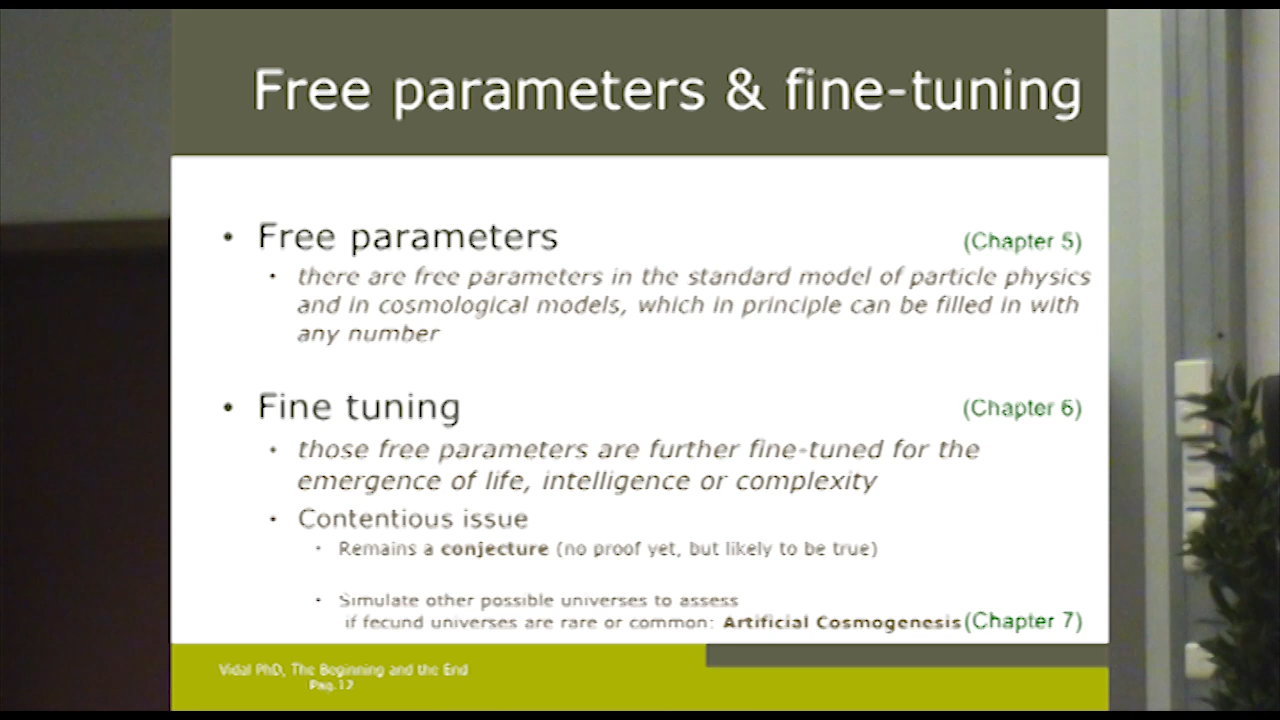 Free parameters & fine-tuning
• Free parameters (Chapter 5)
• there are free parameters in the standard model of particle physics
and in cosmological models, which in principle can be filled in with
any number
• Fine tuning (Chapter 6)
• those free parameters are further fine-tuned for the
emergence of life, intelligence or complexity
• Contentious issue
• Remains a conjecture (no proof yet, but likely to be true)
• Simulate other possible universes to assess
if fecund universes are rare or common: Artificial Cosmogenesis (Chapter 7)
Vidal PhD, The Beginning and the End
Pag.12